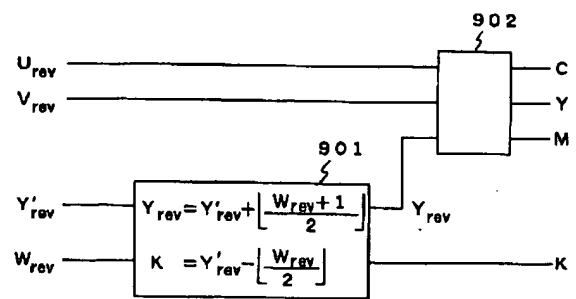 902
U_rev
C
V_rev
Y
M
901
Y'_rev
Y_rev = Y'_rev + ⌊(W_rev + 1)/2⌋
Y_rev
W_rev
K = Y'_rev − ⌊W_rev/2⌋
K